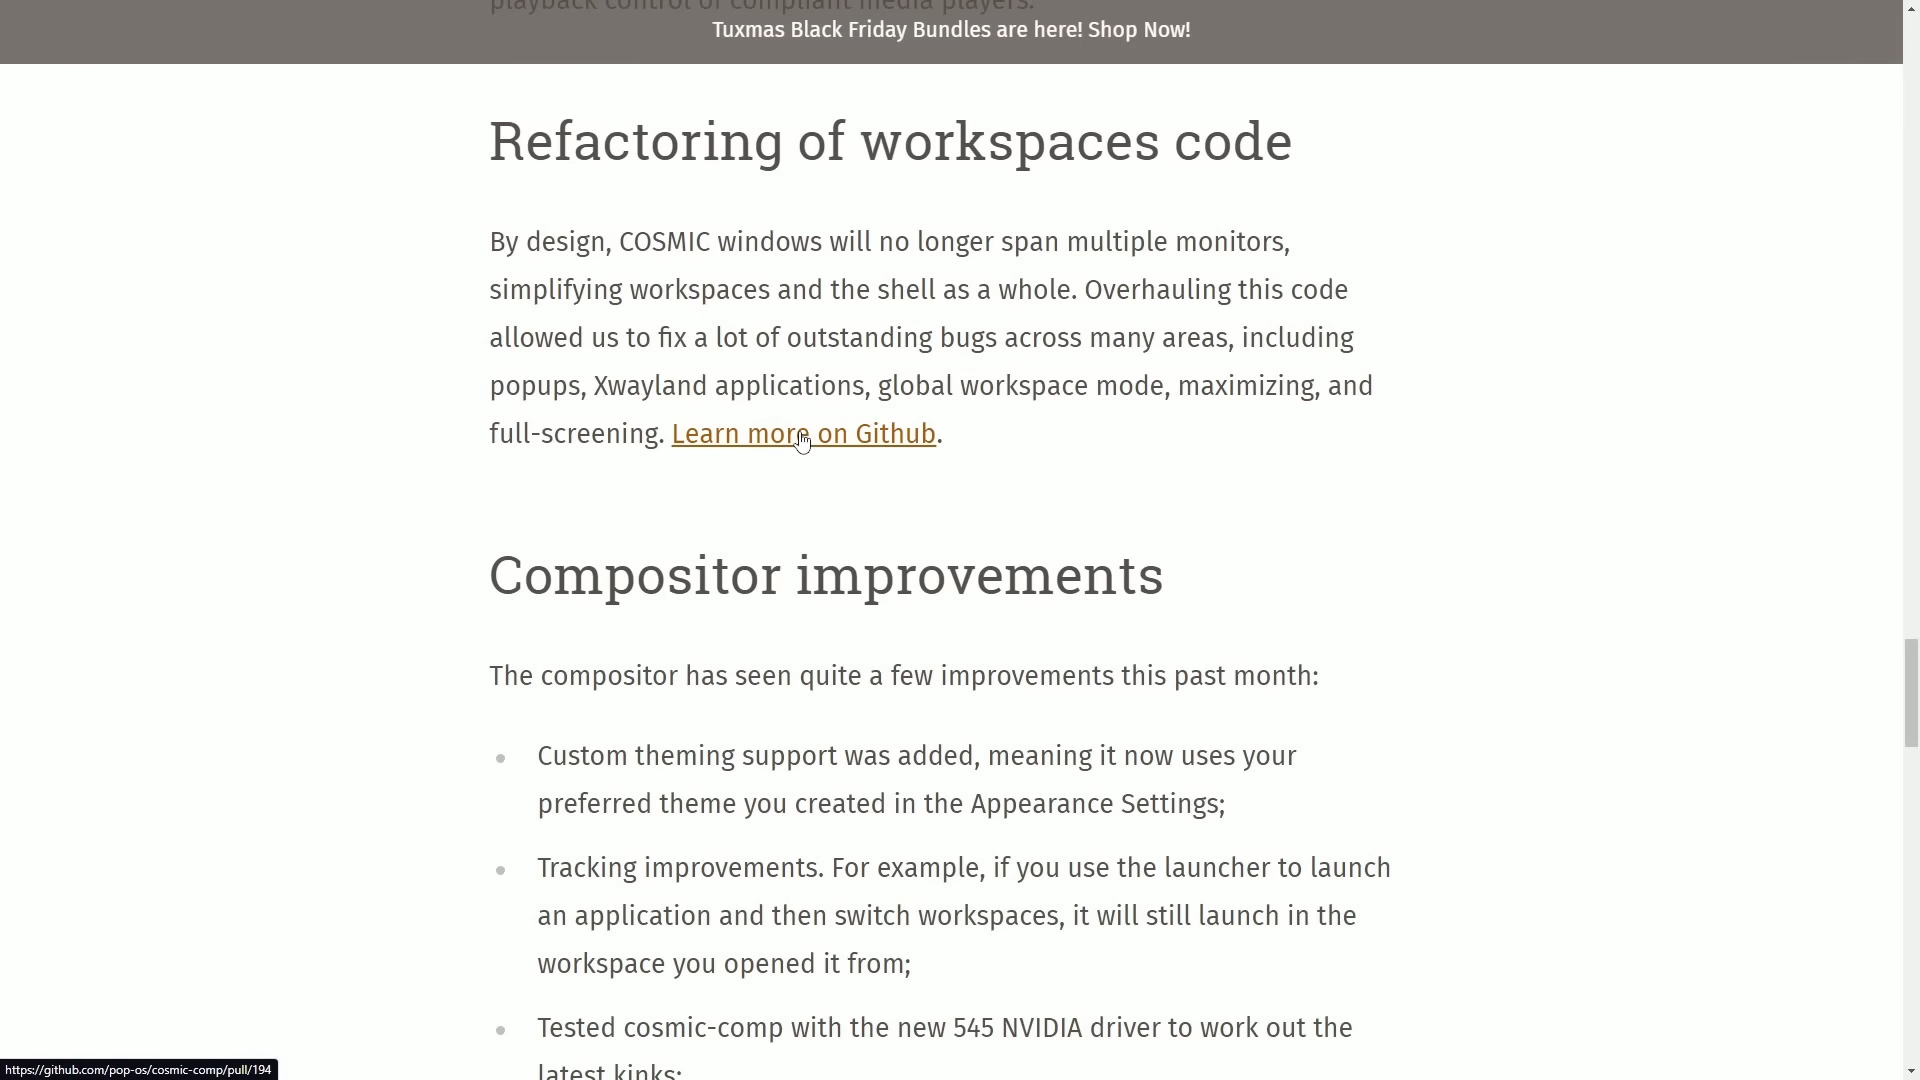 playback control of compliant media players.
Tuxmas Black Friday Bundles are here! Shop Now!
Refactoring of workspaces code
By design, COSMIC windows will no longer span multiple monitors,
simplifying workspaces and the shell as a whole. Overhauling this code
allowed us to fix a lot of outstanding bugs across many areas, including
popups, Xwayland applications, global workspace mode, maximizing, and
full-screening. Learn more on Github.
Compositor improvements
The compositor has seen quite a few improvements this past month:
Custom theming support was added, meaning it now uses your
preferred theme you created in the Appearance Settings;
Tracking improvements. For example, if you use the launcher to launch
an application and then switch workspaces, it will still launch in the
workspace you opened it from;
Tested cosmic-comp with the new 545 NVIDIA driver to work out the
latest kinks;
https://github.com/pop-os/cosmic-comp/pull/194